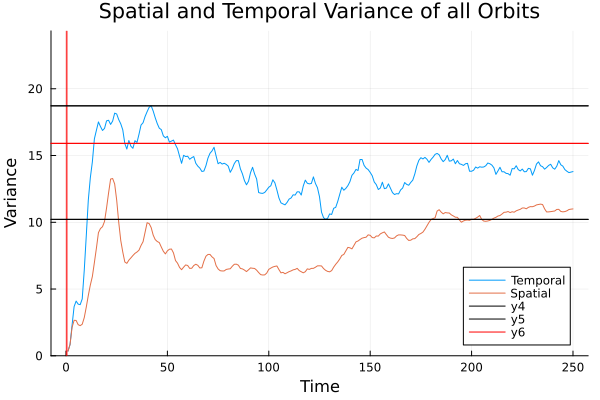 Spatial and Temporal Variance of all Orbits
Variance
20
15
10
5
0
0 50 100 150 200 250
Time
Temporal
Spatial
y4
y5
y6